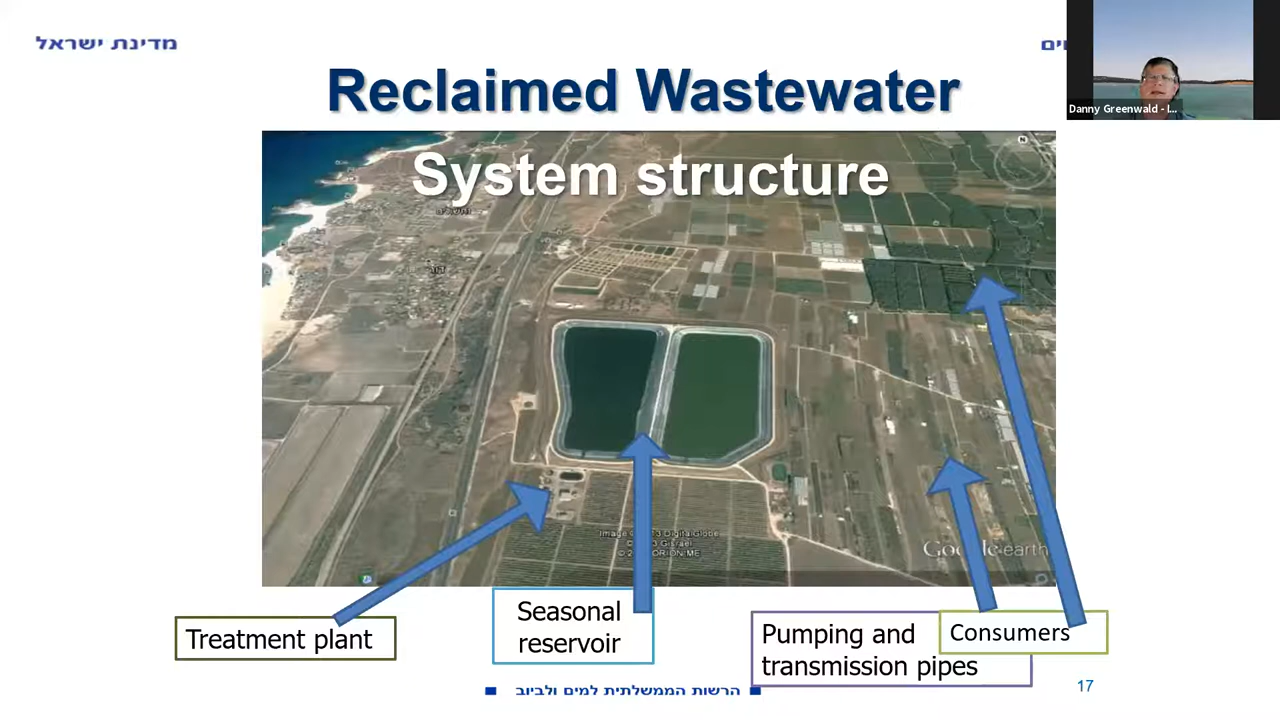 מדינת ישראל
Danny Greenwald - I...
Reclaimed Wastewater
System structure
דור
Google earth
Treatment plant
Seasonal
reservoir
Pumping and
transmission pipes
Consumers
הרשות הממשלתית למים ולביוב
17